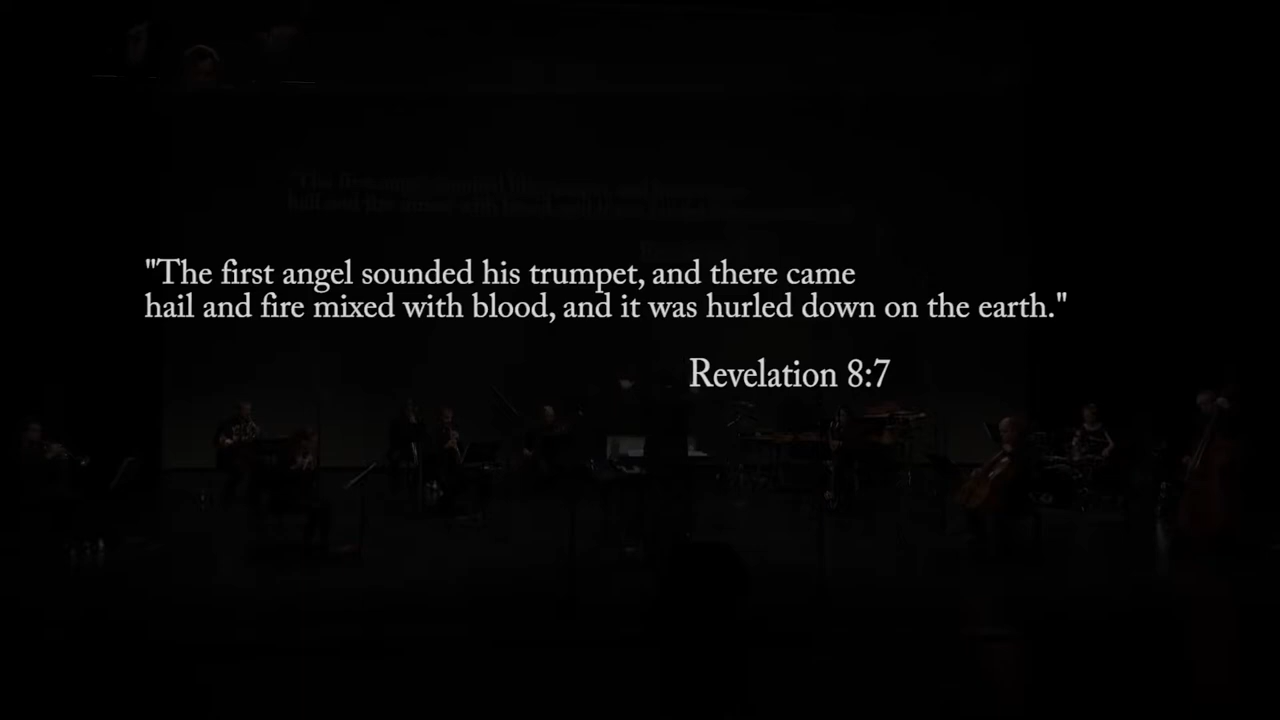 "The first angel sounded his trumpet, and there came
hail and fire mixed with blood, and it was hurled down on the earth."
Revelation 8:7